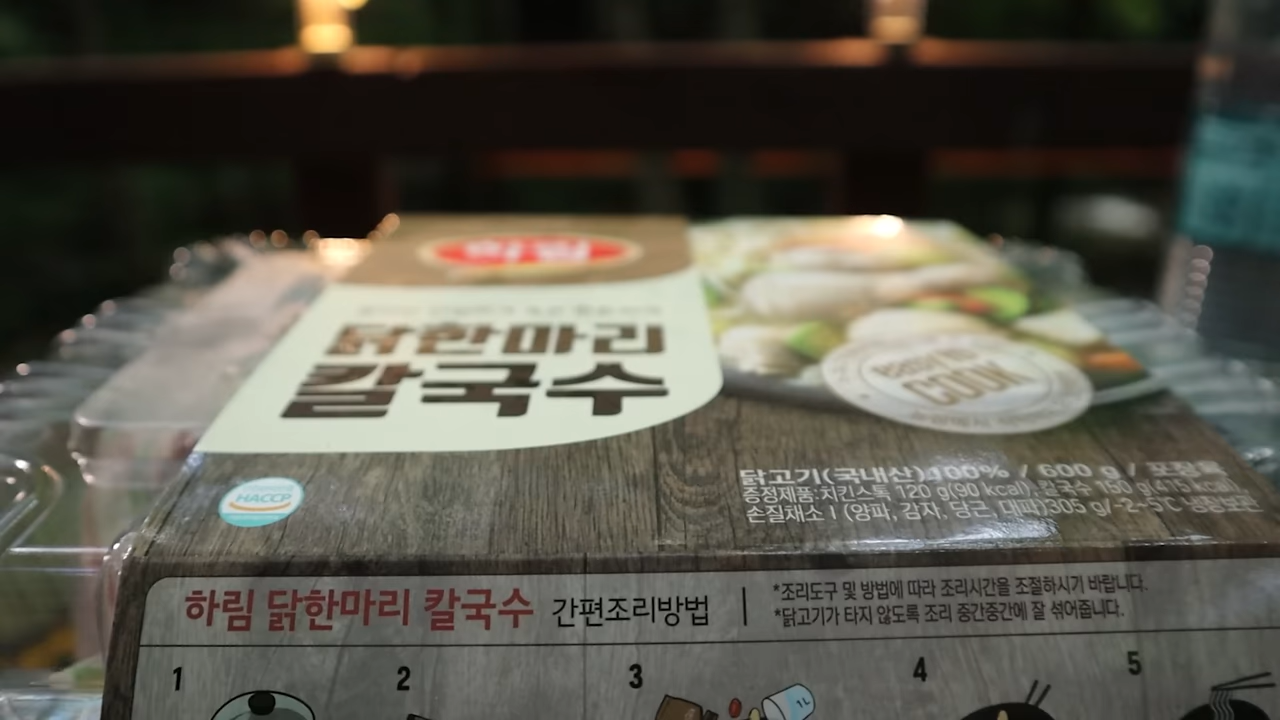 하림
닭한마리
칼국수
COOK
HACCP
닭고기(국내산)100% / 600 g / 포장육
증정제품:치킨스톡 120 g(90 kcal), 칼국수 150 g
손질채소 1 (양파, 감자, 당근, 대파)305 g/-2~5℃ 냉장보관
하림 닭한마리 칼국수 간편조리방법
*조리도구 및 방법에 따라 조리시간을 조절하시기 바랍니다.
*닭고기가 타지 않도록 조리 중간중간에 잘 섞어줍니다.
1 2 3 4 5
1L